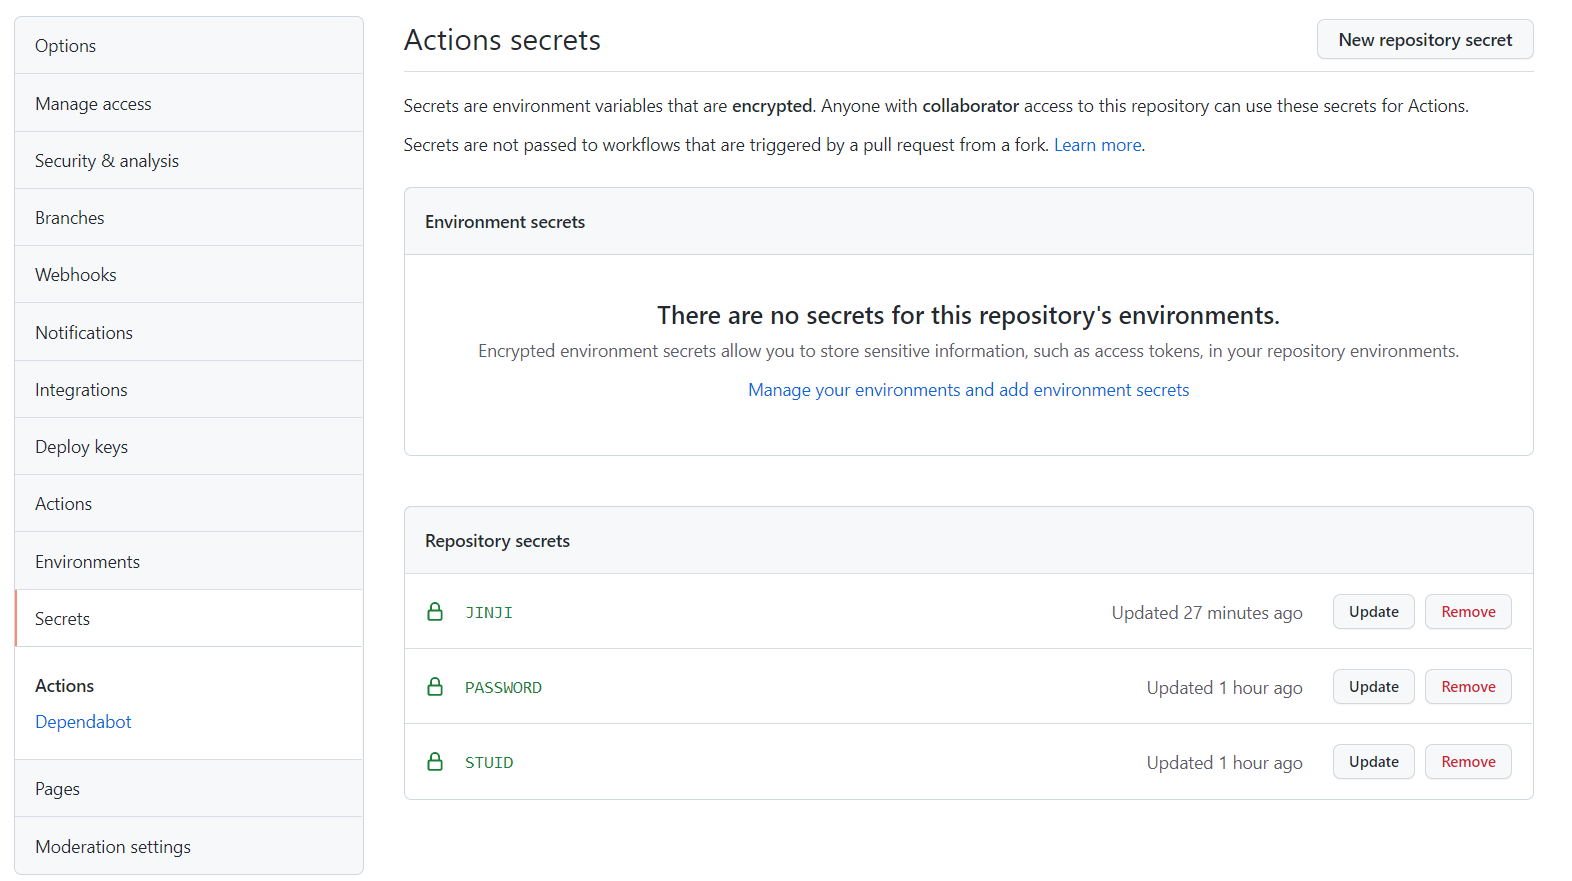 Options
Manage access
Security & analysis
Branches
Webhooks
Notifications
Integrations
Deploy keys
Actions
Environments
Secrets
Actions
Dependabot
Pages
Moderation settings
Actions secrets
New repository secret
Secrets are environment variables that are encrypted. Anyone with collaborator access to this repository can use these secrets for Actions.
Secrets are not passed to workflows that are triggered by a pull request from a fork. Learn more.
Environment secrets
There are no secrets for this repository's environments.
Encrypted environment secrets allow you to store sensitive information, such as access tokens, in your repository environments.
Manage your environments and add environment secrets
Repository secrets
JINJI Updated 27 minutes ago Update Remove
PASSWORD Updated 1 hour ago Update Remove
STUID Updated 1 hour ago Update Remove